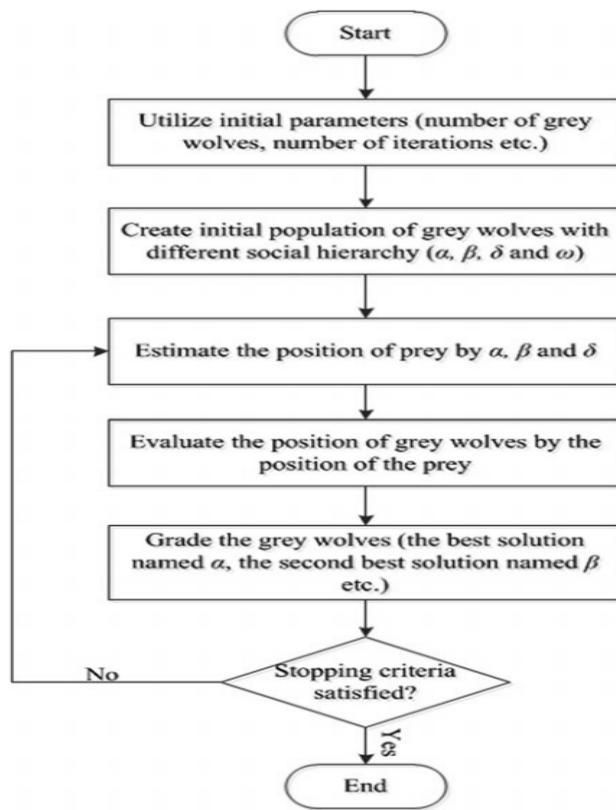 Start
Utilize initial parameters (number of grey
wolves, number of iterations etc.)
Create initial population of grey wolves with
different social hierarchy (α, β, δ and ω)
Estimate the position of prey by α, β and δ
Evaluate the position of grey wolves by the
position of the prey
Grade the grey wolves (the best solution
named α, the second best solution named β
etc.)
Stopping criteria
satisfied?
No
Yes
End